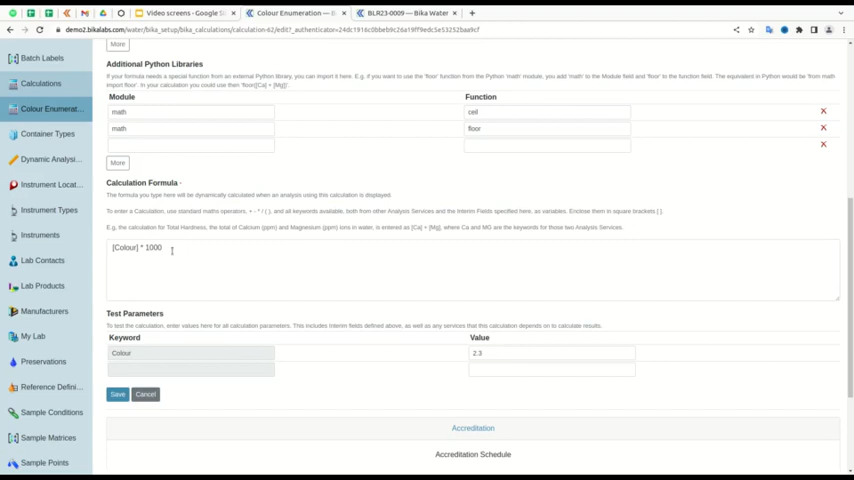 Video screens - Google Sl
Colour Enumeration —
BLR23-0009 — Bika Water
demo2.bikalabs.com/water/bika_setup/bika_calculations/calculation-62/edit?_authenticator=24dc1916c0bbeb9c26a19ff9edc5e53252baa9cf
Batch Labels
Calculations
Colour Enumerat...
Container Types
Dynamic Analysi...
Instrument Locat...
Instrument Types
Instruments
Lab Contacts
Lab Products
Manufacturers
My Lab
Preservations
Reference Defini...
Sample Conditions
Sample Matrices
Sample Points
More
Additional Python Libraries
If your formula needs a special function from an external Python library, you can import it here. E.g. if you want to use the 'floor' function from the Python 'math' module, you add 'math' to the Module field and 'floor' to the function field. The equivalent in Python would be 'from math
import floor'. In your calculation you could use then 'floor([Ca] + [Mg])'.
Module Function
math ceil
math floor
More
Calculation Formula
The formula you type here will be dynamically calculated when an analysis using this calculation is displayed.
To enter a Calculation, use standard maths operators, + - * / ( ), and all keywords available, both from other Analysis Services and the Interim Fields specified here, as variables. Enclose them in square brackets [ ].
E.g, the calculation for Total Hardness, the total of Calcium (ppm) and Magnesium (ppm) ions in water, is entered as [Ca] + [Mg], where Ca and MG are the keywords for those two Analysis Services.
[Colour] * 1000
Test Parameters
To test the calculation, enter values here for all calculation parameters. This includes Interim fields defined above, as well as any services that this calculation depends on to calculate results.
Keyword Value
Colour 2.3
Save Cancel
Accreditation
Accreditation Schedule